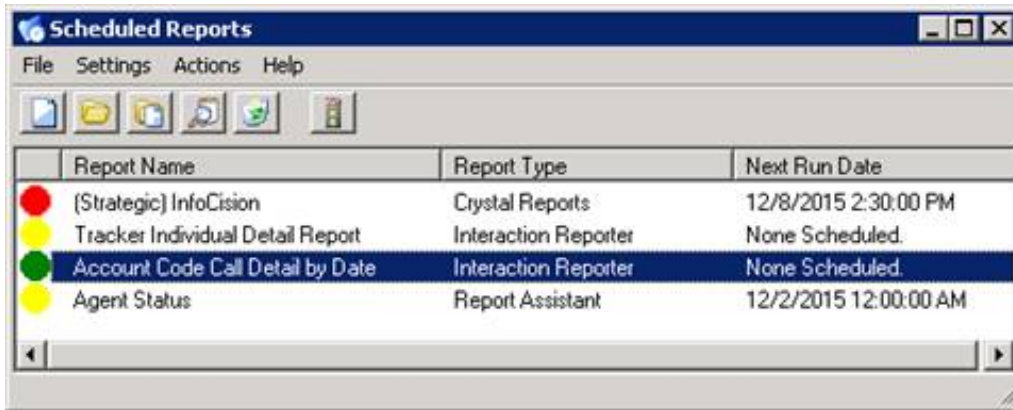 Scheduled Reports
File Settings Actions Help
Report Name Report Type Next Run Date
(Strategic) InfoCision Crystal Reports 12/8/2015 2:30:00 PM
Tracker Individual Detail Report Interaction Reporter None Scheduled.
Account Code Call Detail by Date Interaction Reporter None Scheduled.
Agent Status Report Assistant 12/2/2015 12:00:00 AM